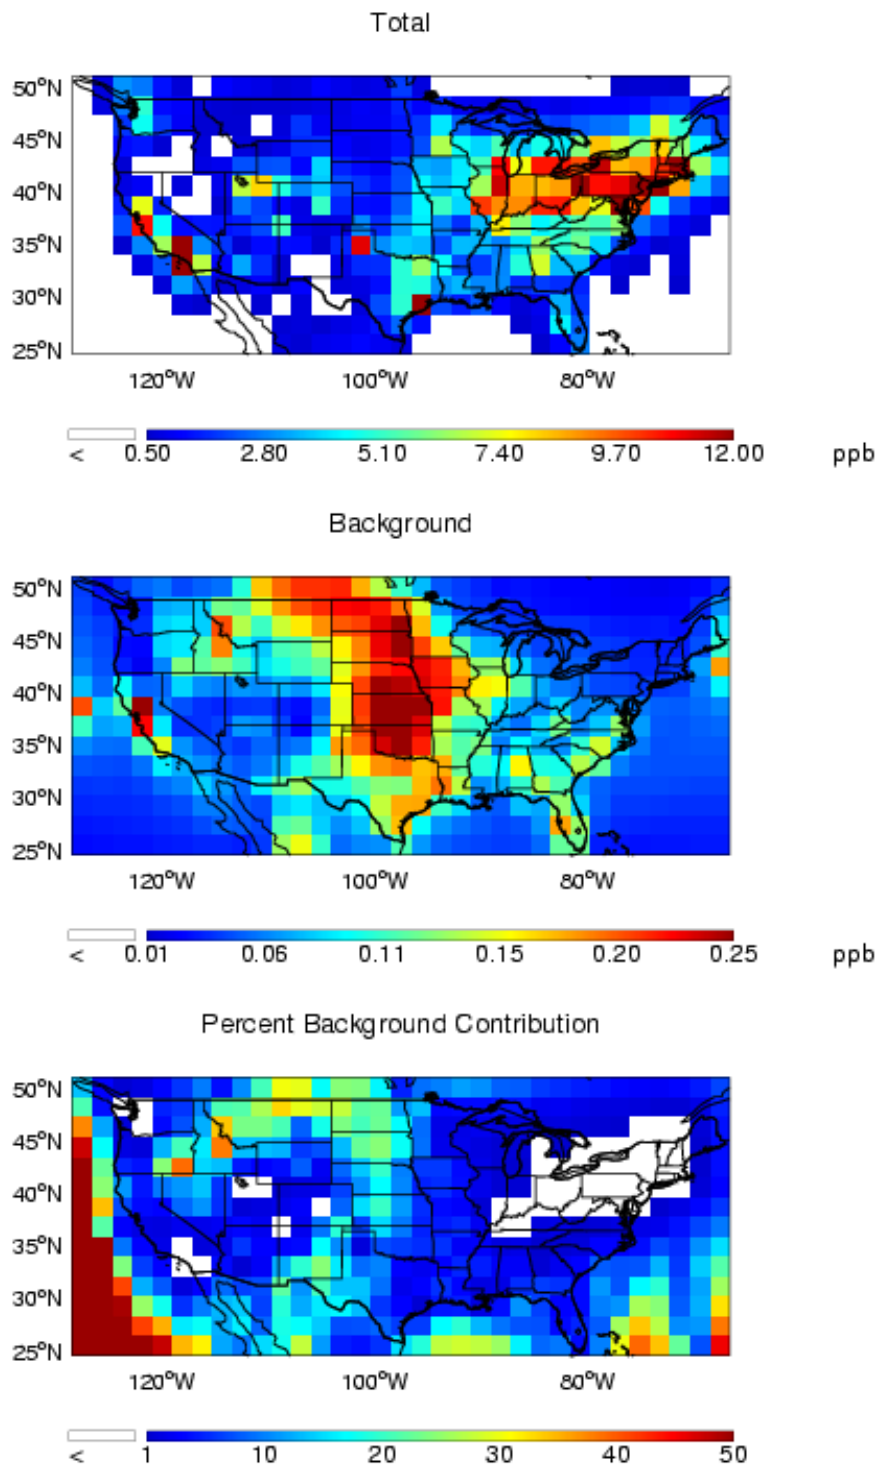 Total
50°N
45°N
40°N
35°N
30°N
25°N
120°W 100°W 80°W
< 0.50 2.80 5.10 7.40 9.70 12.00 ppb
Background
50°N
45°N
40°N
35°N
30°N
25°N
120°W 100°W 80°W
< 0.01 0.06 0.11 0.15 0.20 0.25 ppb
Percent Background Contribution
50°N
45°N
40°N
35°N
30°N
25°N
120°W 100°W 80°W
< 1 10 20 30 40 50